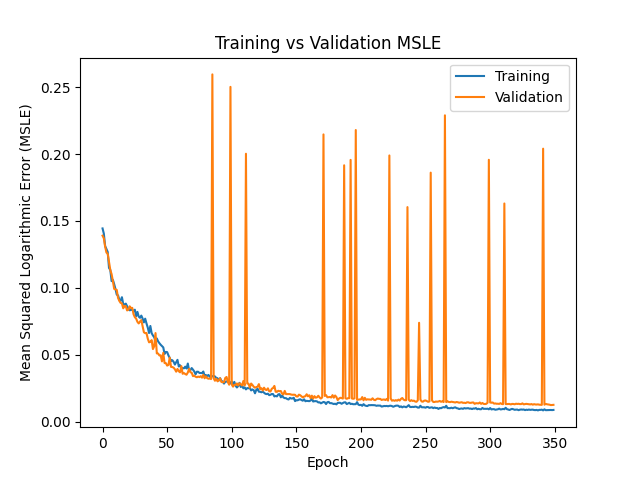 Training vs Validation MSLE
Training
Validation
Mean Squared Logarithmic Error (MSLE)
0.25
0.20
0.15
0.10
0.05
0.00
0 50 100 150 200 250 300 350
Epoch